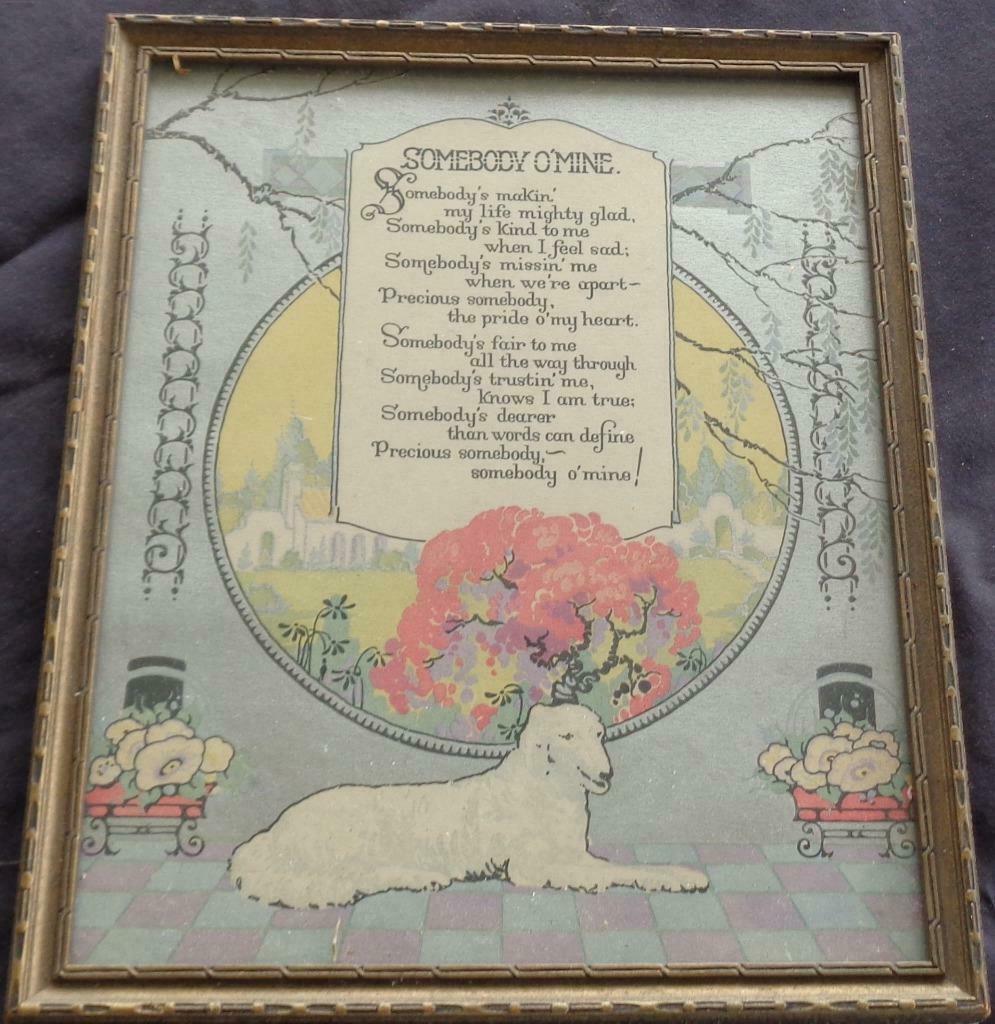 SOMEBODY O'MINE.
Somebody's makin'
my life mighty glad,
Somebody's kind to me
when I feel sad;
Somebody's missin' me
when we're apart~
Precious somebody,
the pride o'my heart.
Somebody's fair to me
all the way through
Somebody's trustin' me,
knows I am true;
Somebody's dearer
than words can define
Precious somebody,~
somebody o'mine!